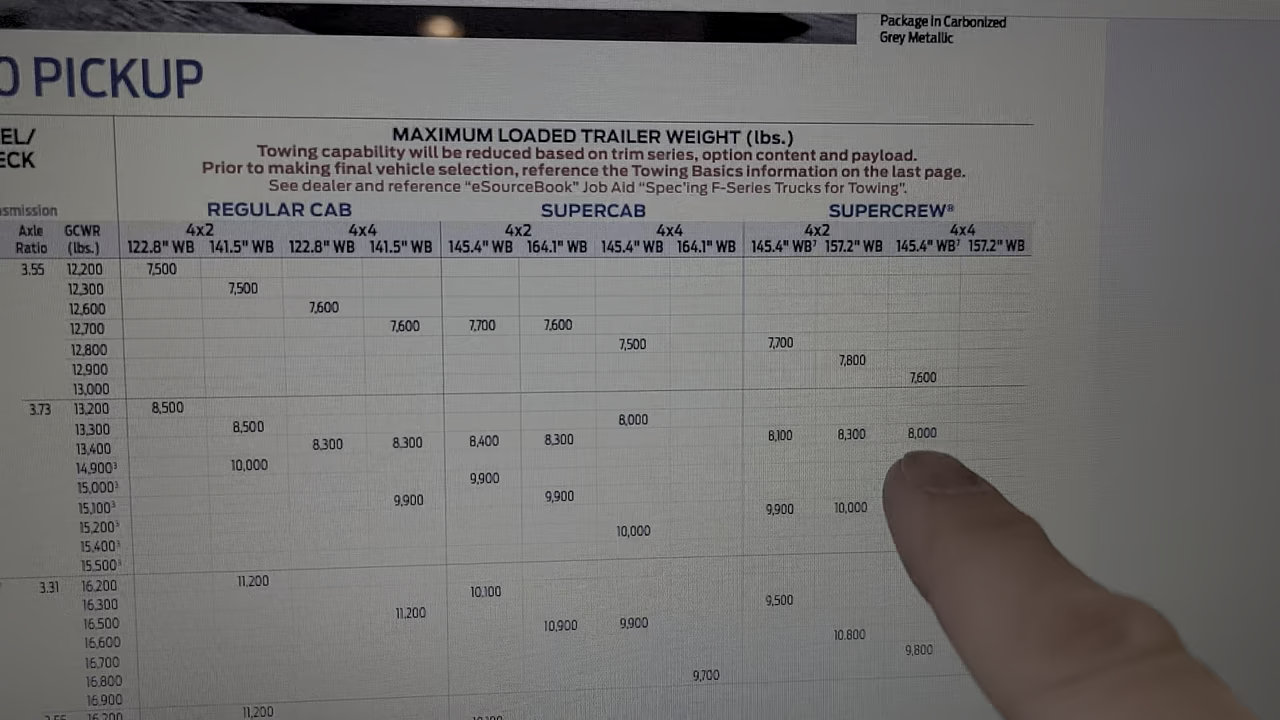 Package In Carbonized
Grey Metallic
PICKUP
EL/
ECK
MAXIMUM LOADED TRAILER WEIGHT (lbs.)
Towing capability will be reduced based on trim series, option content and payload.
Prior to making final vehicle selection, reference the Towing Basics information on the last page.
See dealer and reference “eSourceBook” Job Aid “Spec’ing F-Series Trucks for Towing”.
smission REGULAR CAB SUPERCAB SUPERCREW®
Axle GCWR 4x2 4x4 4x2 4x4 4x2 4x4
Ratio (lbs.) 122.8" WB 141.5" WB 122.8" WB 141.5" WB 145.4" WB 164.1" WB 145.4" WB 164.1" WB 145.4" WB⁷ 157.2" WB 145.4" WB⁷ 157.2" WB
3.55 12,200 7,500
12,300 7,500
12,600 7,600
12,700 7,600 7,700 7,600
12,800 7,500 7,700
12,900 7,800
13,000 7,600
3.73 13,200 8,500
13,300 8,500 8,000
13,400 8,300 8,300 8,400 8,300 8,100 8,300 8,000
14,900³ 10,000
15,000³ 9,900
15,100³ 9,900 9,900
15,200³ 9,900 10,000
15,400³ 10,000
15,500³
3.31 16,200 11,200 10,100
16,300 11,200 9,500
16,500 10,900 9,900
16,600 10,800
16,700 9,800
16,800 9,700
16,900
11,200